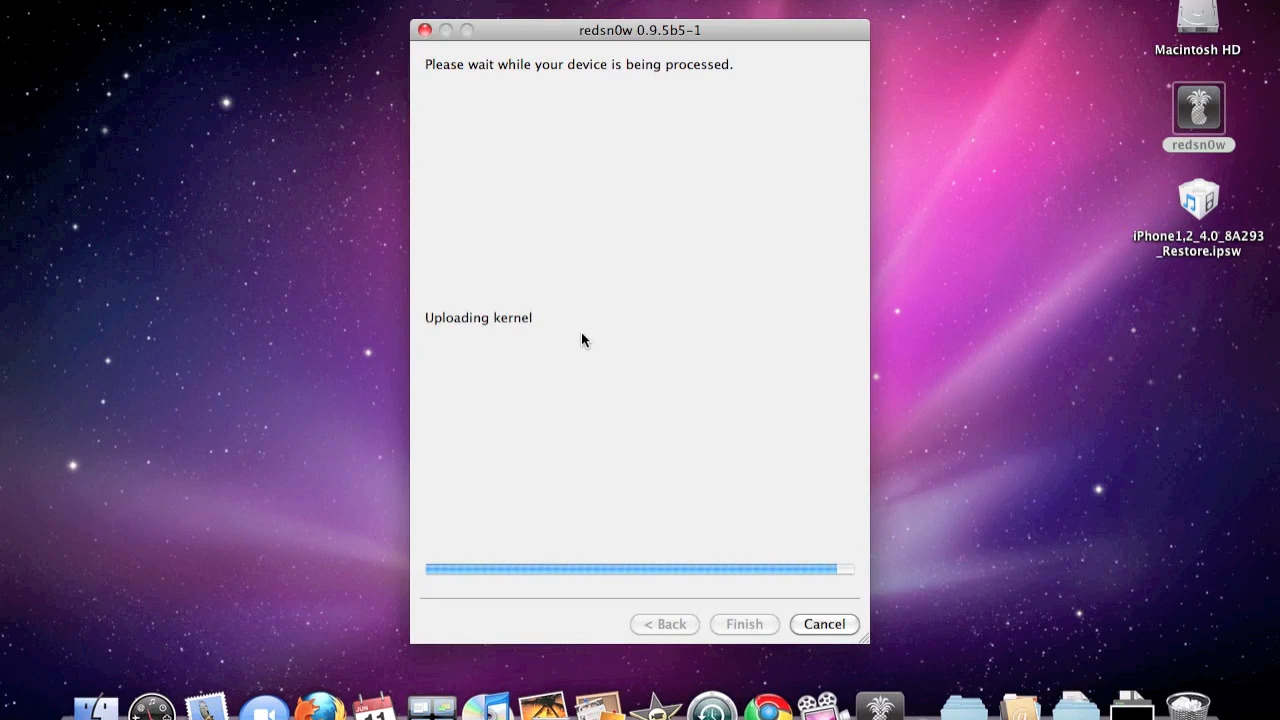 redsn0w 0.9.5b5-1
Please wait while your device is being processed.
Uploading kernel
< Back
Finish
Cancel
Macintosh HD
redsn0w
iPhone1,2_4.0_8A293
_Restore.ipsw
JUN